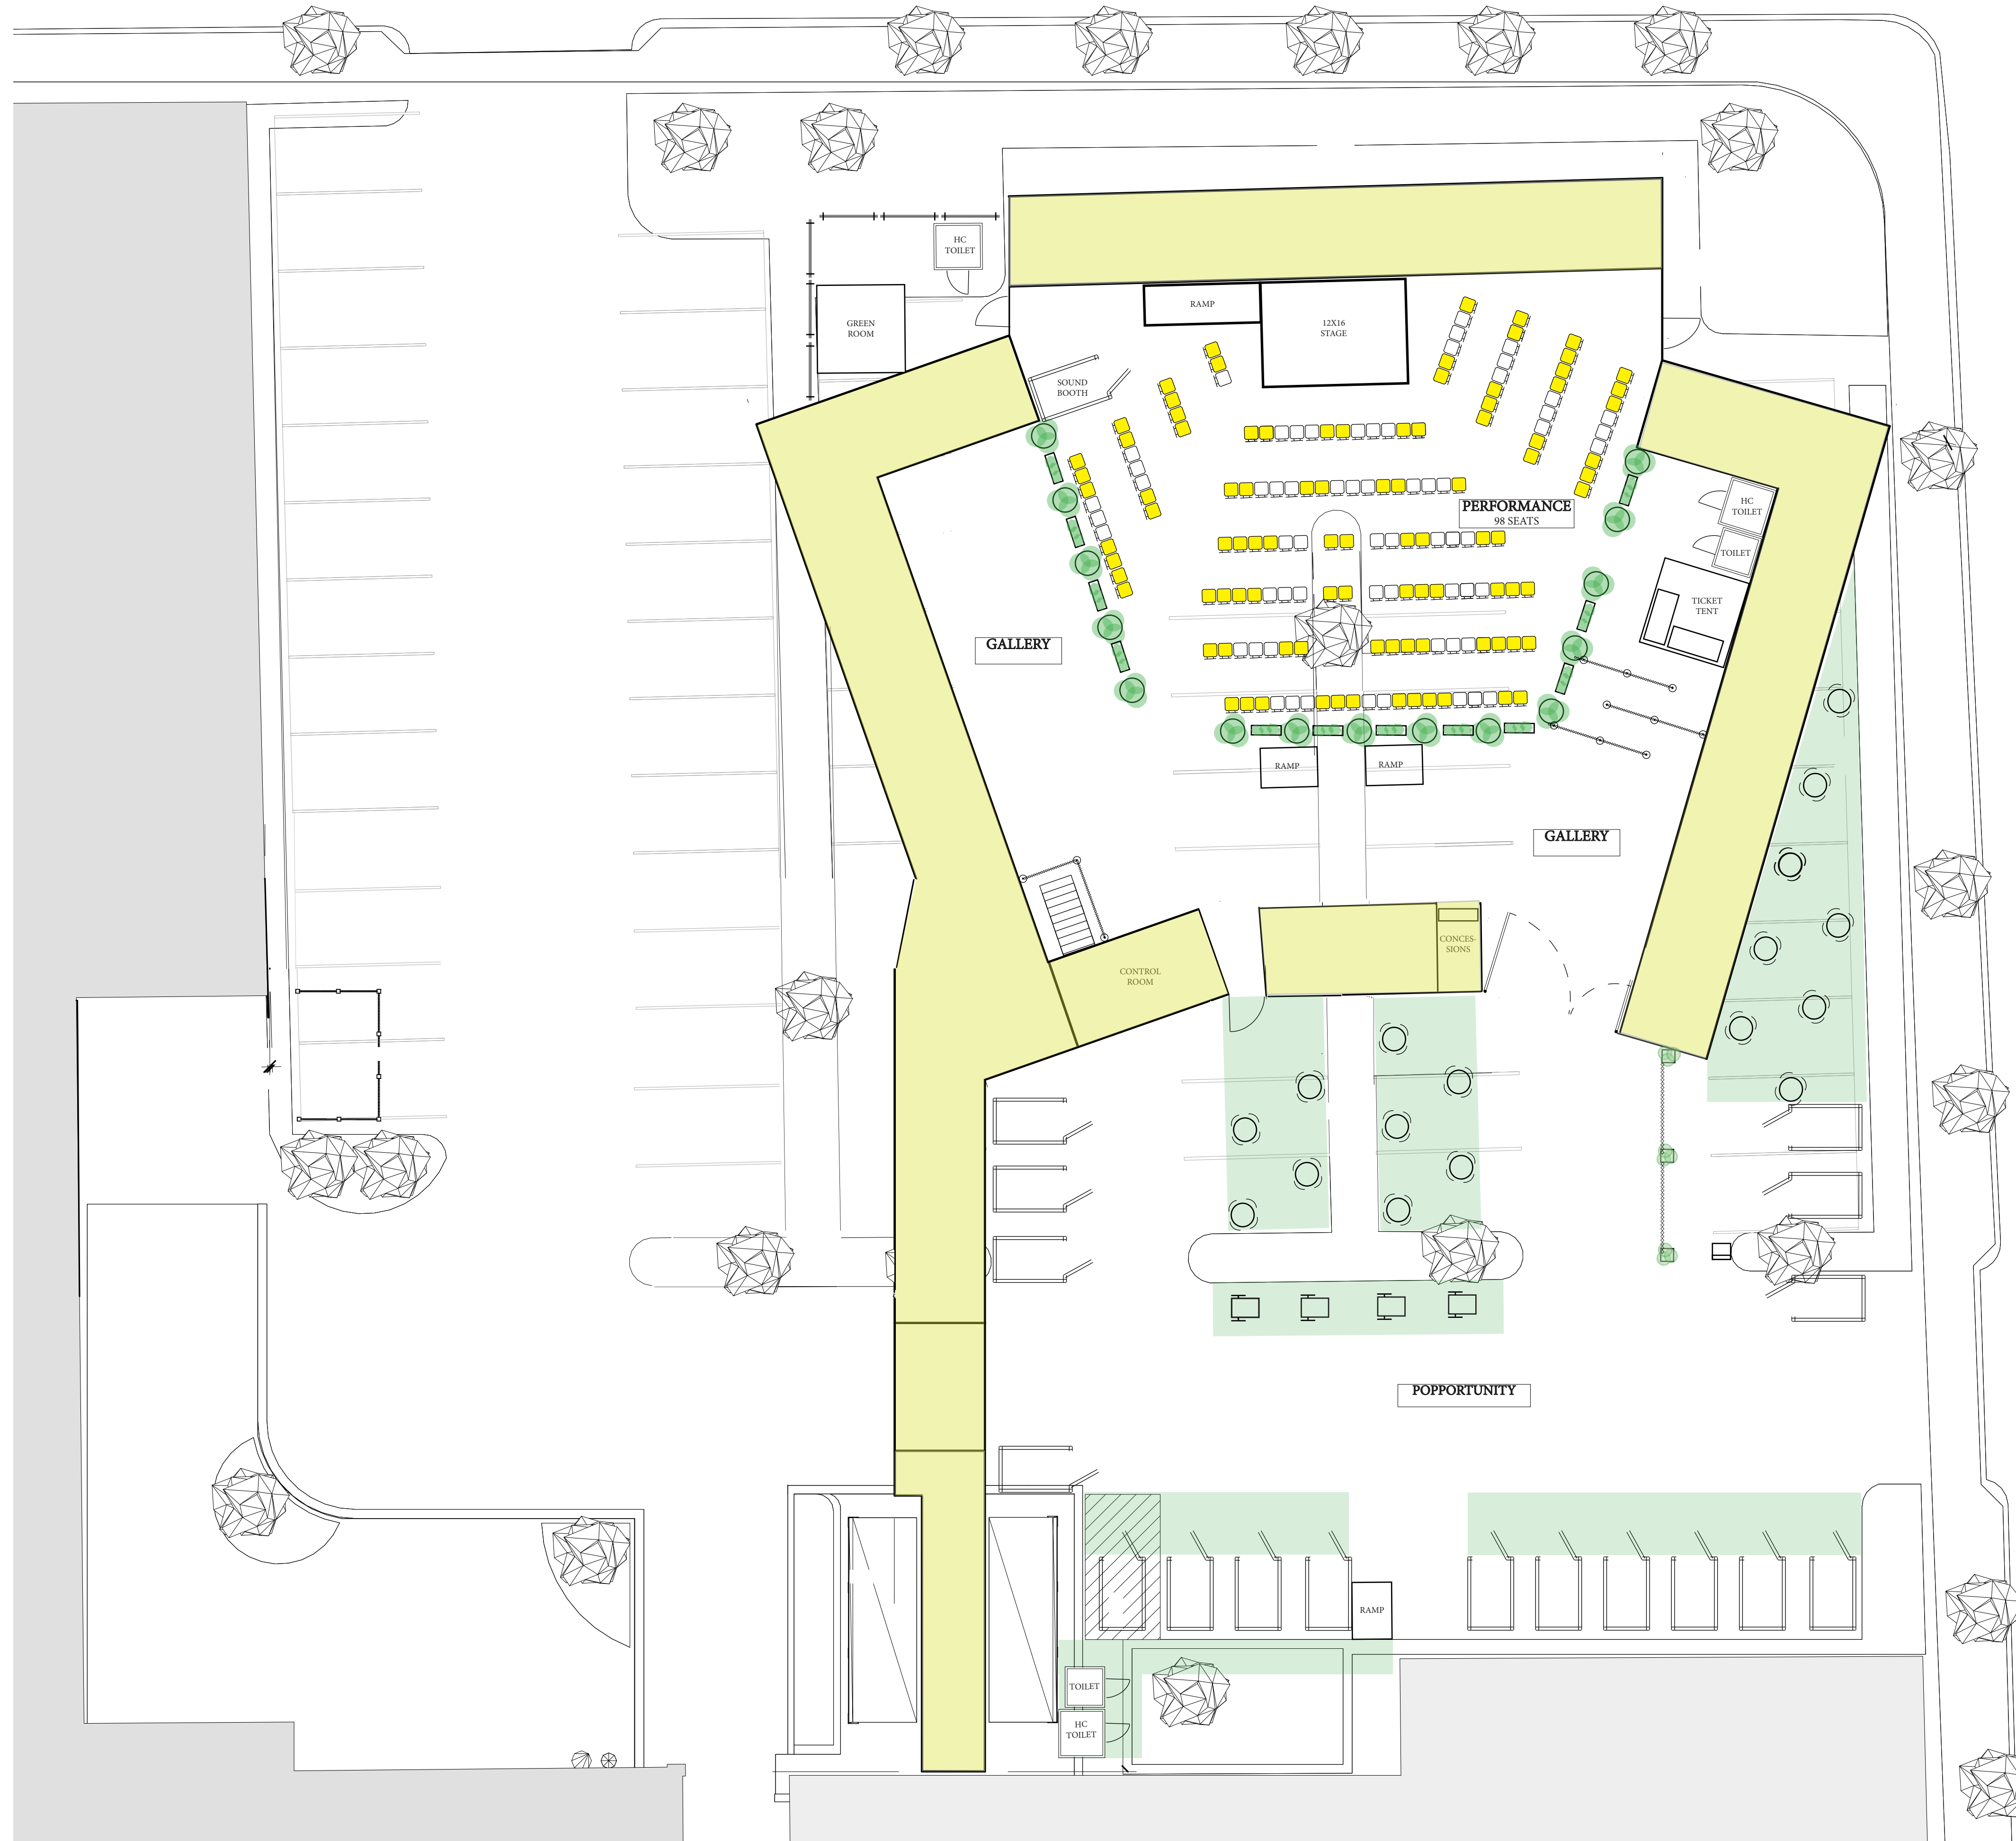 HC
TOILET
RAMP
12X16
STAGE
GREEN
ROOM
SOUND
BOOTH
PERFORMANCE
98 SEATS
HC
TOILET
TOILET
TICKET
TENT
GALLERY
RAMP
RAMP
GALLERY
CONCES-
SIONS
CONTROL
ROOM
POPPORTUNITY
RAMP
TOILET
HC
TOILET